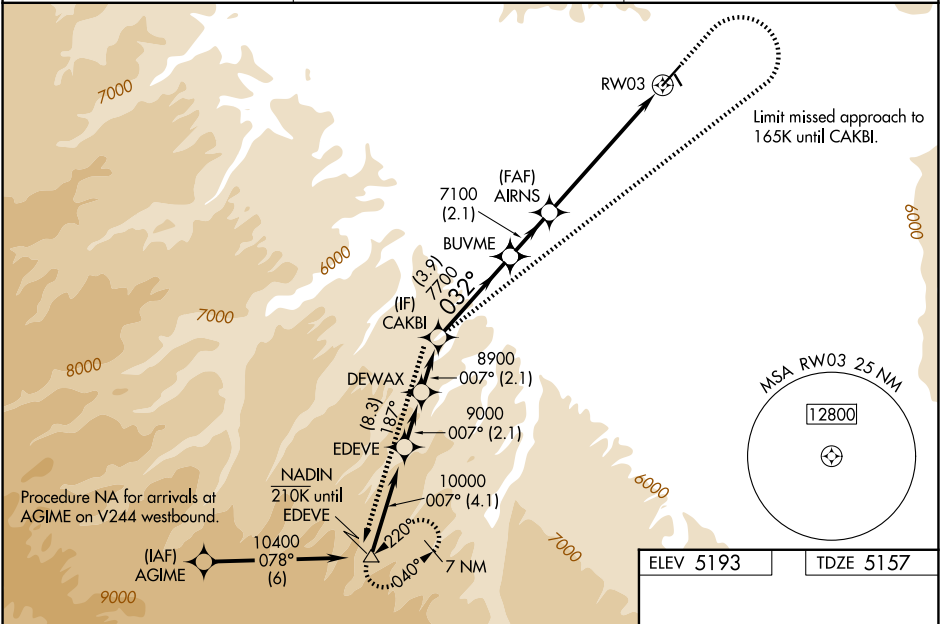 7000
RW03
Limit missed approach to
165K until CAKBI.
(FAF)
AIRNS
7100
(2.1)
BUVME
6000
6000
(3.9)
7700
032°
(IF)
CAKBI
7000
8000
DEWAX
8900
007° (2.1)
MSA RW03 25 NM
12800
(8.3)
187°
EDEVE
9000
007° (2.1)
NADIN
210K until
EDEVE
10000
007° (4.1)
6000
Procedure NA for arrivals at
AGIME on V244 westbound.
220°
040°
7 NM
7000
(IAF)
AGIME
10400
078°
(6)
9000
ELEV 5193
TDZE 5157